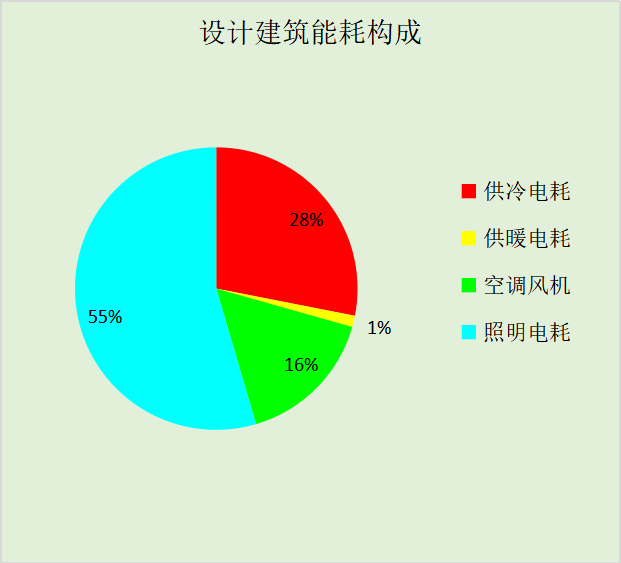 设计建筑能耗构成
28%
1%
16%
55%
供冷电耗
供暖电耗
空调风机
照明电耗